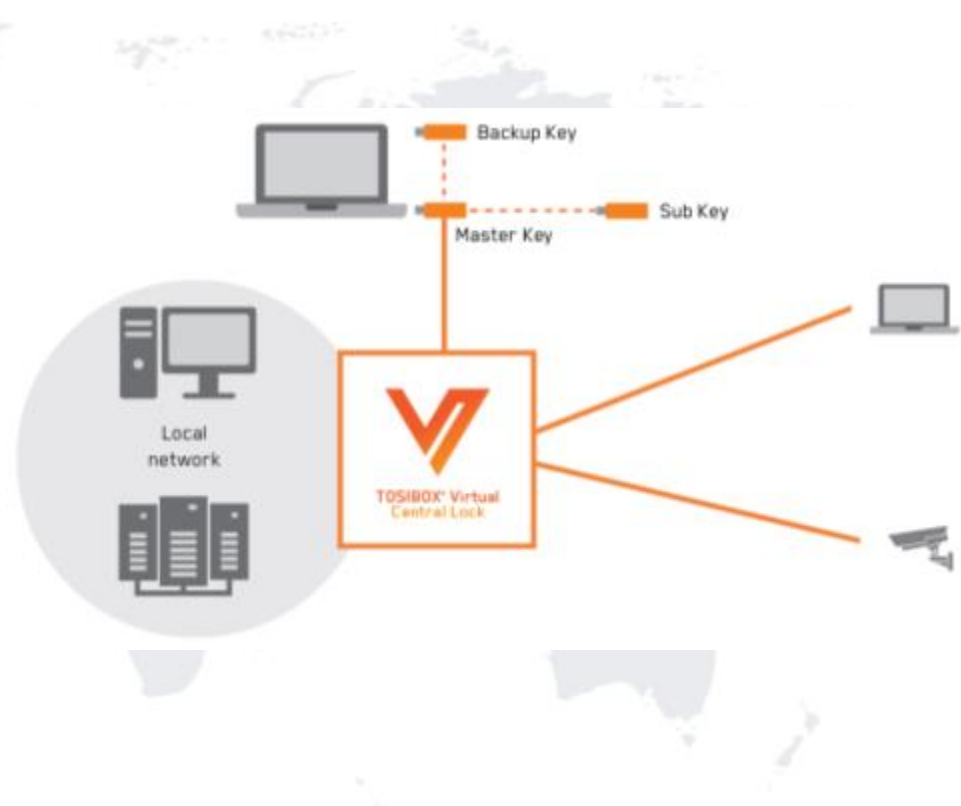 Backup Key
Sub Key
Master Key
Local
network
TOSIBOX® Virtual
Central Lock